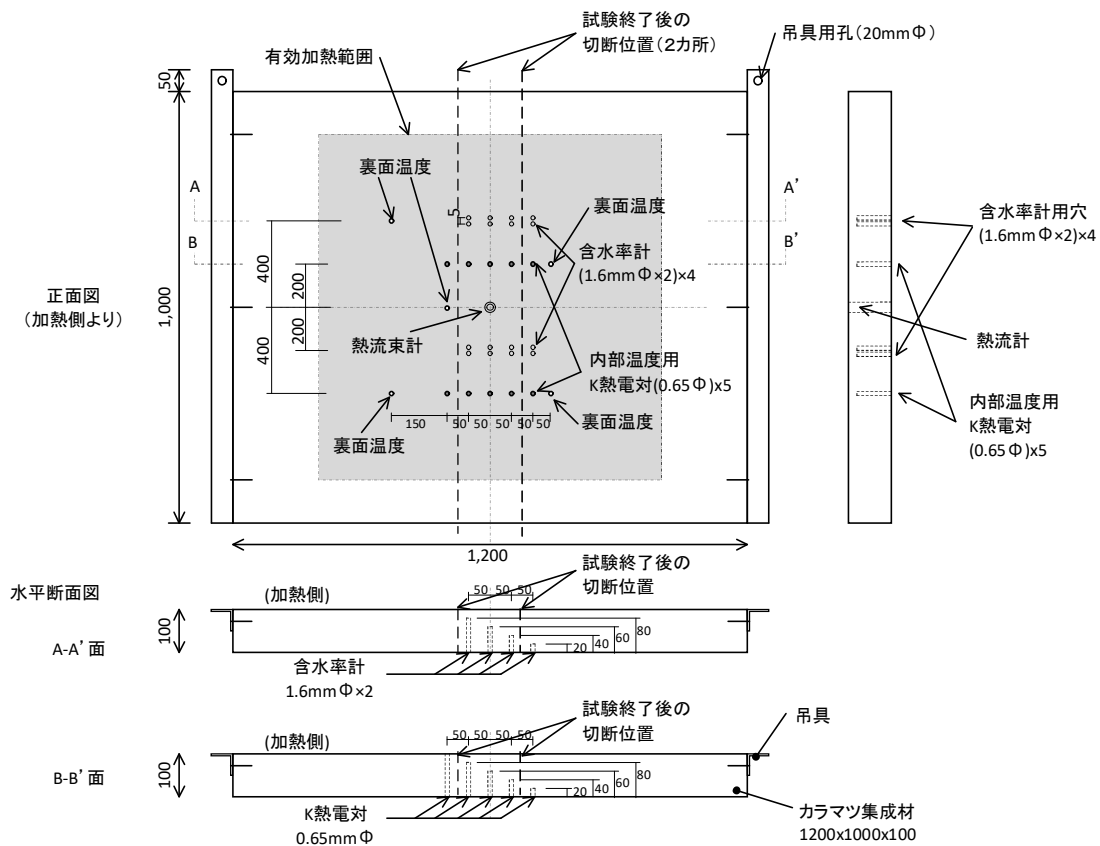 試験終了後の
切断位置(2カ所)
吊具用孔(20mmΦ)
有効加熱範囲
50
裏面温度
A
A'
B
B'
5
裏面温度
含水率計
(1.6mmΦ×2)×4
含水率計用穴
(1.6mmΦ×2)×4
400
200
200
400
1,000
正面図
(加熱側より)
熱流束計
熱流計
内部温度用
K熱電対(0.65Φ)x5
内部温度用
K熱電対
(0.65Φ)x5
150
50
50
50
50
50
裏面温度
裏面温度
1,200
水平断面図
試験終了後の
切断位置
(加熱側)
50
50
50
100
A-A'面
20
40
60
80
含水率計
1.6mmΦ×2
試験終了後の
切断位置
吊具
(加熱側)
50
50
50
50
100
B-B'面
20
40
60
80
K熱電対
0.65mmΦ
カラマツ集成材
1200x1000x100